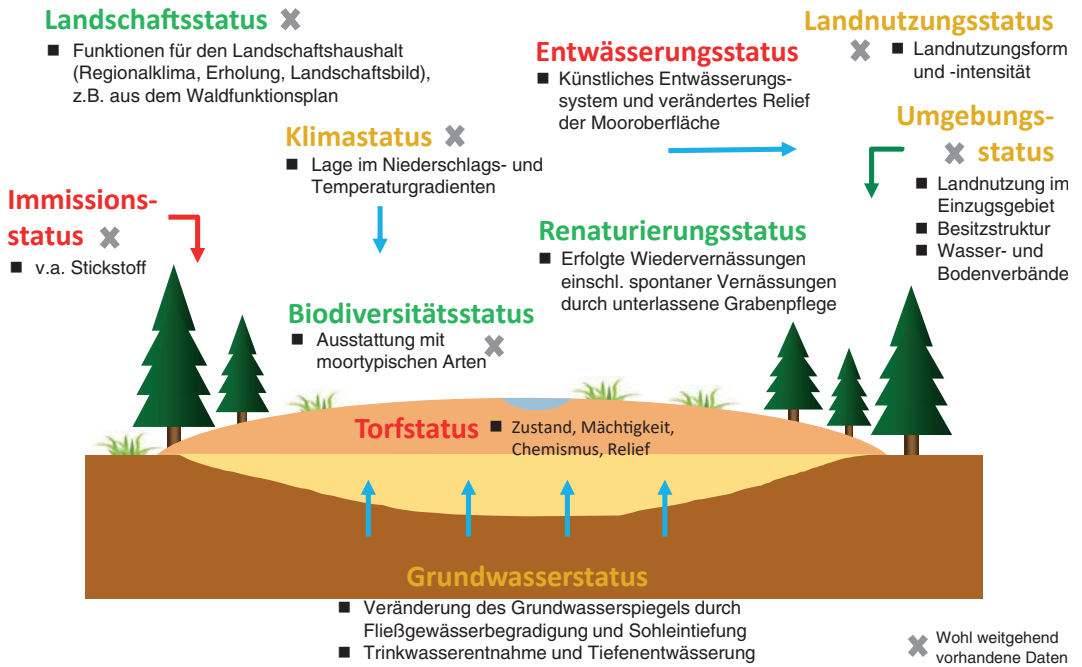 Landschaftsstatus
■ Funktionen für den Landschaftshaushalt
(Regionalklima, Erholung, Landschaftsbild),
z.B. aus dem Waldfunktionsplan
Landnutzungsstatus
■ Landnutzungsform
und -intensität
Entwässerungsstatus
■ Künstliches Entwässerungs-
system und verändertes Relief
der Mooroberfläche
Klimastatus
■ Lage im Niederschlags- und
Temperaturgradienten
Umgebungs-
status
■ Landnutzung im
Einzugsgebiet
■ Besitzstruktur
■ Wasser- und
Bodenverbände
Immissions-
status
■ v.a. Stickstoff
Renaturierungsstatus
■ Erfolgte Wiedervernässungen
einschl. spontaner Vernässungen
durch unterlassene Grabenpflege
Biodiversitätsstatus
■ Ausstattung mit
moortypischen Arten
Torfstatus
■ Zustand, Mächtigkeit,
Chemismus, Relief
Grundwasserstatus
■ Veränderung des Grundwasserspiegels durch
Fließgewässerbegradigung und Sohleintiefung
■ Trinkwasserentnahme und Tiefenentwässerung
Wohl weitgehend
vorhandene Daten